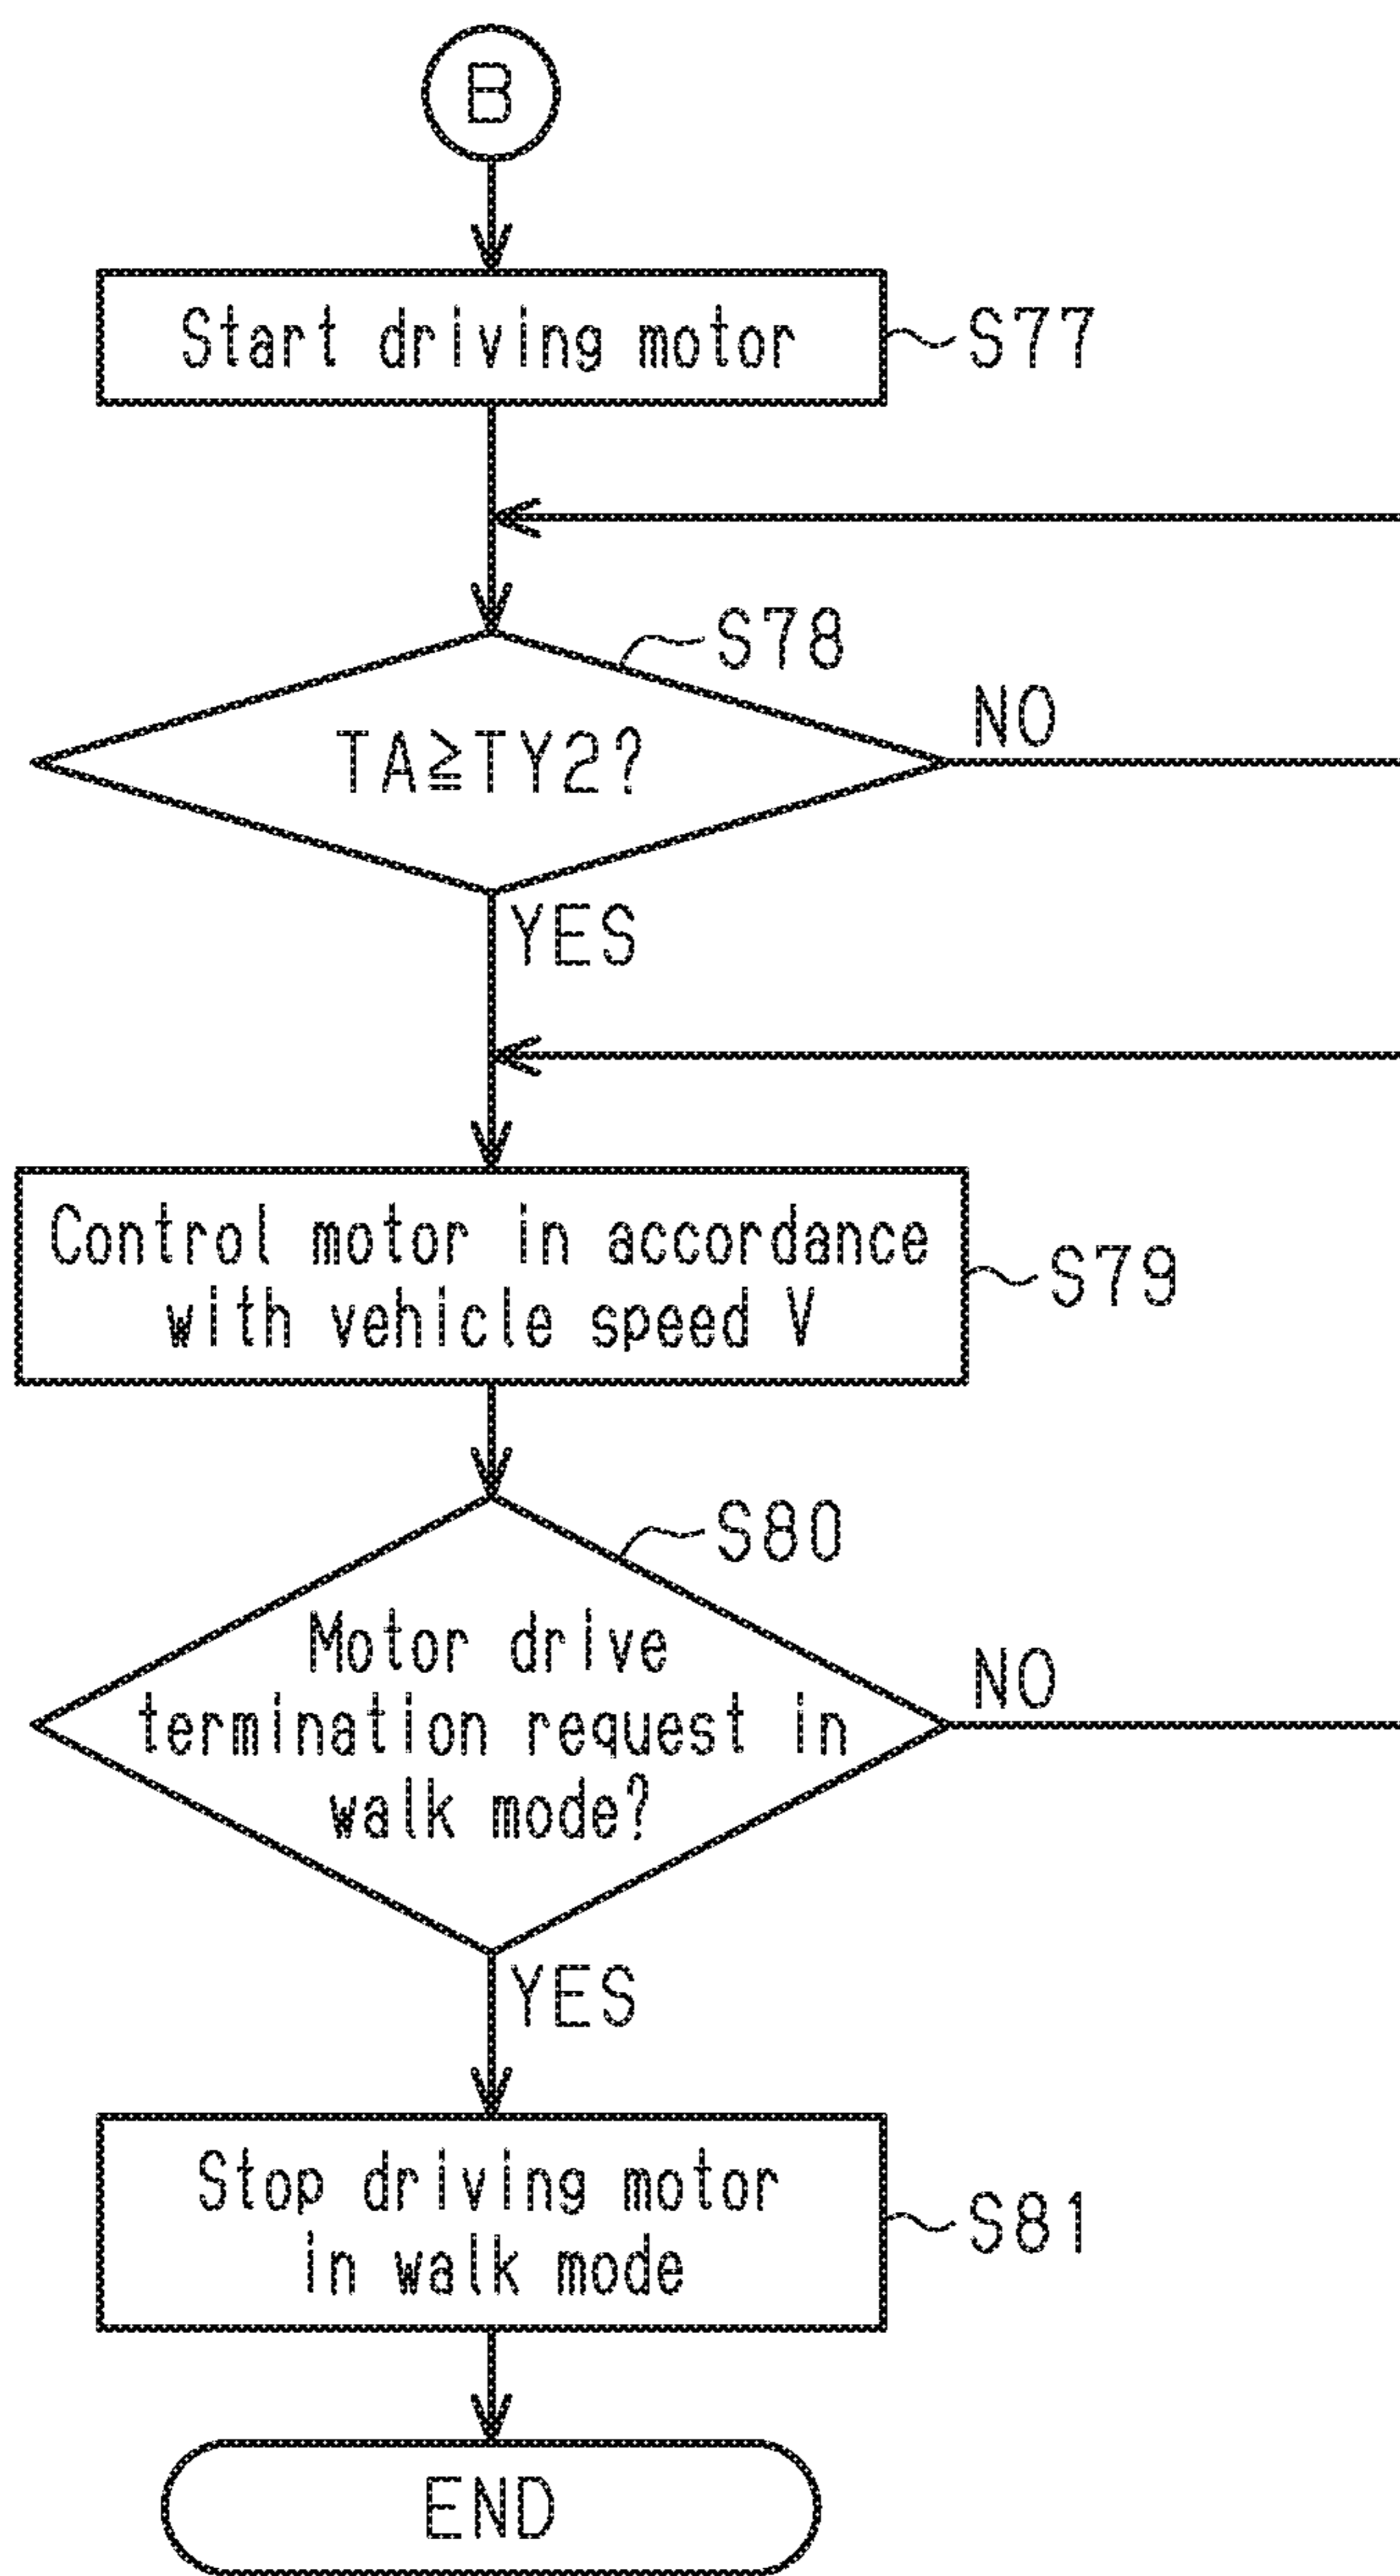 B
Start driving motor
S77
S78
TA≧TY2?
NO
YES
Control motor in accordance
with vehicle speed V
S79
S80
Motor drive
termination request in
walk mode?
NO
YES
Stop driving motor
in walk mode
S81
END